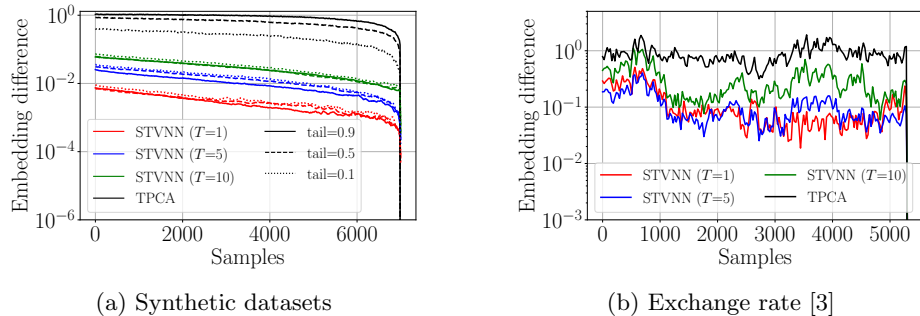 Embedding difference
10^0
10^{-2}
10^{-4}
10^{-6}
STVNN (T=1)
STVNN (T=5)
STVNN (T=10)
TPCA
tail=0.9
tail=0.5
tail=0.1
0 2000 4000 6000
Samples
(a) Synthetic datasets
Embedding difference
10^0
10^{-1}
10^{-2}
10^{-3}
STVNN (T=1)
STVNN (T=5)
STVNN (T=10)
TPCA
0 1000 2000 3000 4000 5000
Samples
(b) Exchange rate [3]